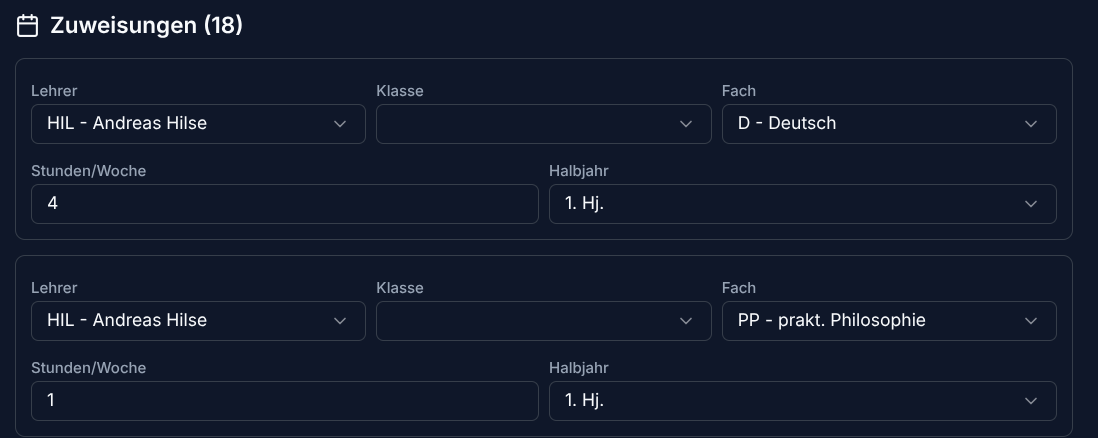 Zuweisungen (18)
Lehrer Klasse Fach
HIL - Andreas Hilse D - Deutsch
Stunden/Woche Halbjahr
4 1. Hj.
Lehrer Klasse Fach
HIL - Andreas Hilse PP - prakt. Philosophie
Stunden/Woche Halbjahr
1 1. Hj.